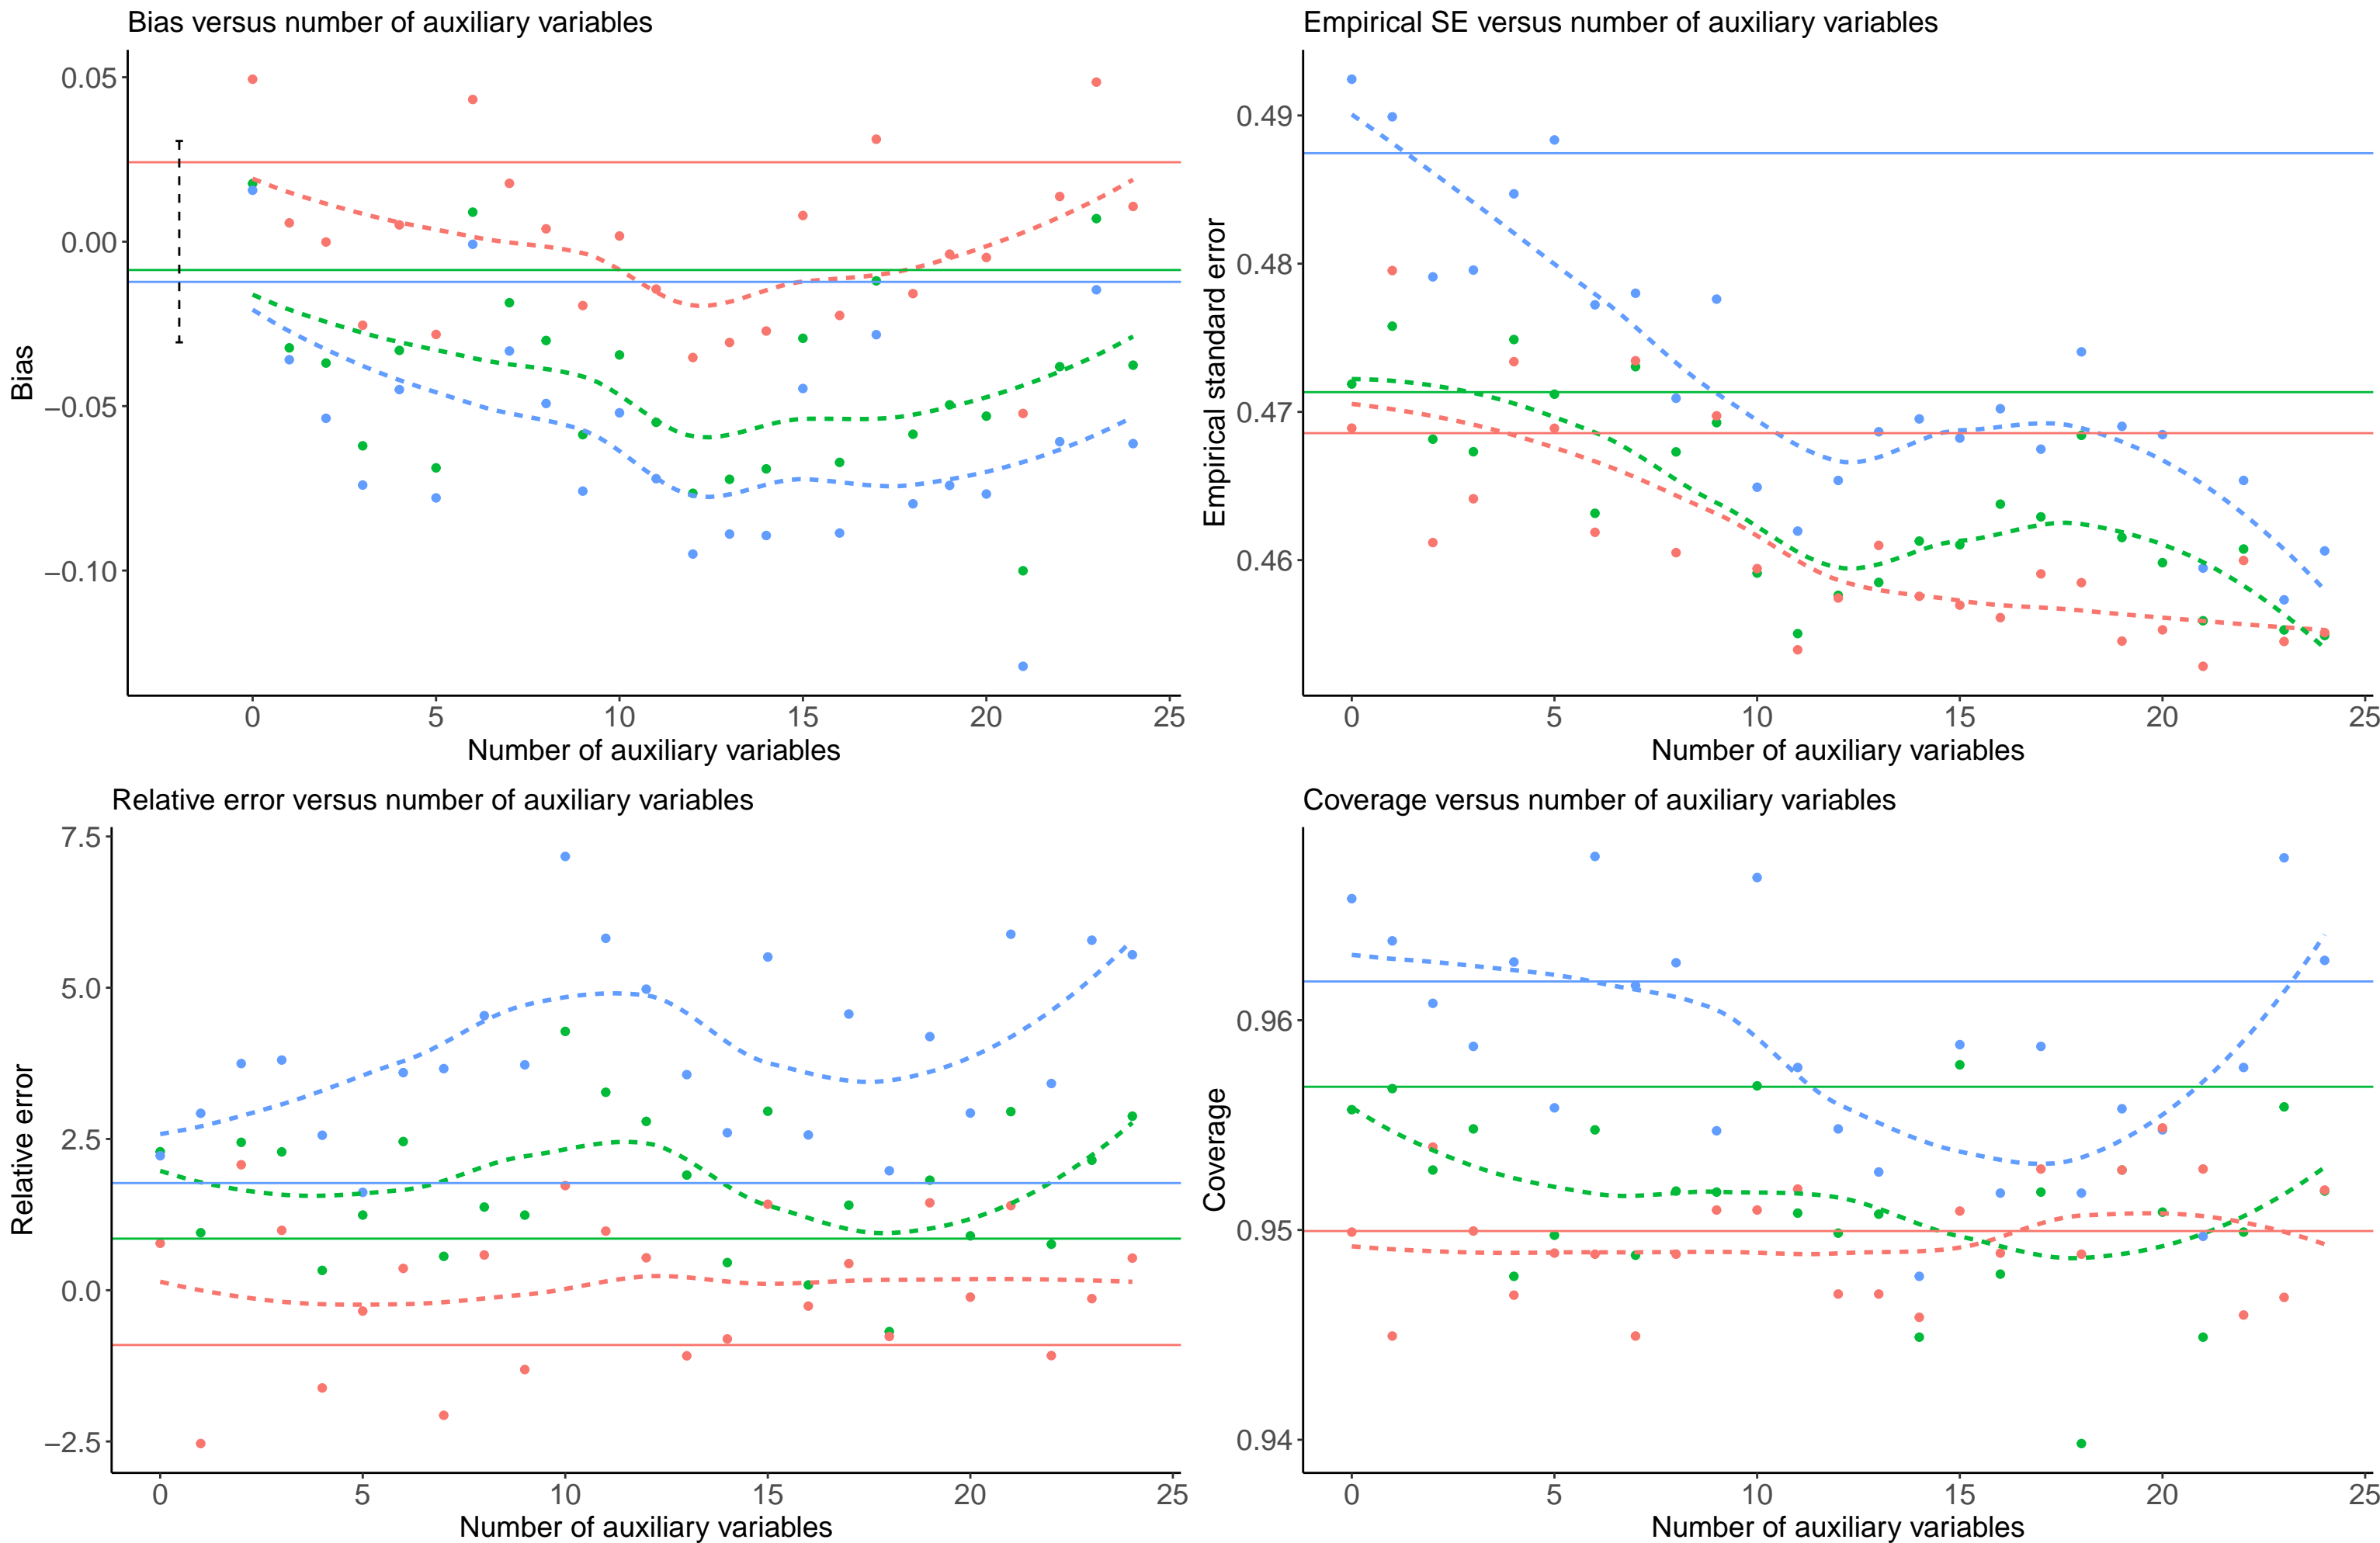 Bias versus number of auxiliary variables
0.05
0.00
−0.05
−0.10
Bias
0 5 10 15 20 25
Number of auxiliary variables
Empirical SE versus number of auxiliary variables
0.49
0.48
0.47
0.46
Empirical standard error
0 5 10 15 20 25
Number of auxiliary variables
Relative error versus number of auxiliary variables
7.5
5.0
2.5
0.0
−2.5
Relative error
0 5 10 15 20 25
Number of auxiliary variables
Coverage versus number of auxiliary variables
0.96
0.95
0.94
Coverage
0 5 10 15 20 25
Number of auxiliary variables